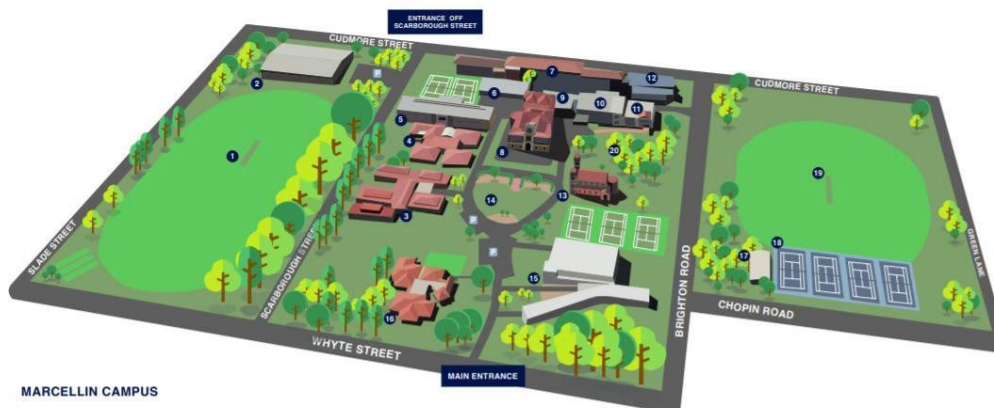 ENTRANCE OFF
SCARBOROUGH STREET
CUDMORE STREET
CUDMORE STREET
P
7
12
2
6
9
10
11
5
4
8
20
1
13
19
14
3
P
P
18
17
15
16
SLADE STREET
SCARBOROUGH STREET
BRIGHTON ROAD
GREEN LANE
CHOPIN ROAD
WHYTE STREET
MAIN ENTRANCE
MARCELLIN CAMPUS